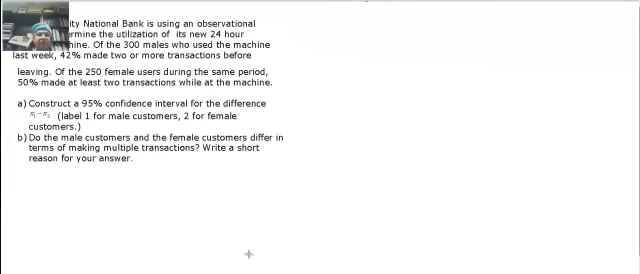 ity National Bank is using an observational
ermine the utilization of its new 24 hour
hine. Of the 300 males who used the machine
last week, 42% made two or more transactions before
leaving. Of the 250 female users during the same period,
50% made at least two transactions while at the machine.
a) Construct a 95% confidence interval for the difference
π₁ − π₂ (label 1 for male customers, 2 for female
customers.)
b) Do the male customers and the female customers differ in
terms of making multiple transactions? Write a short
reason for your answer.